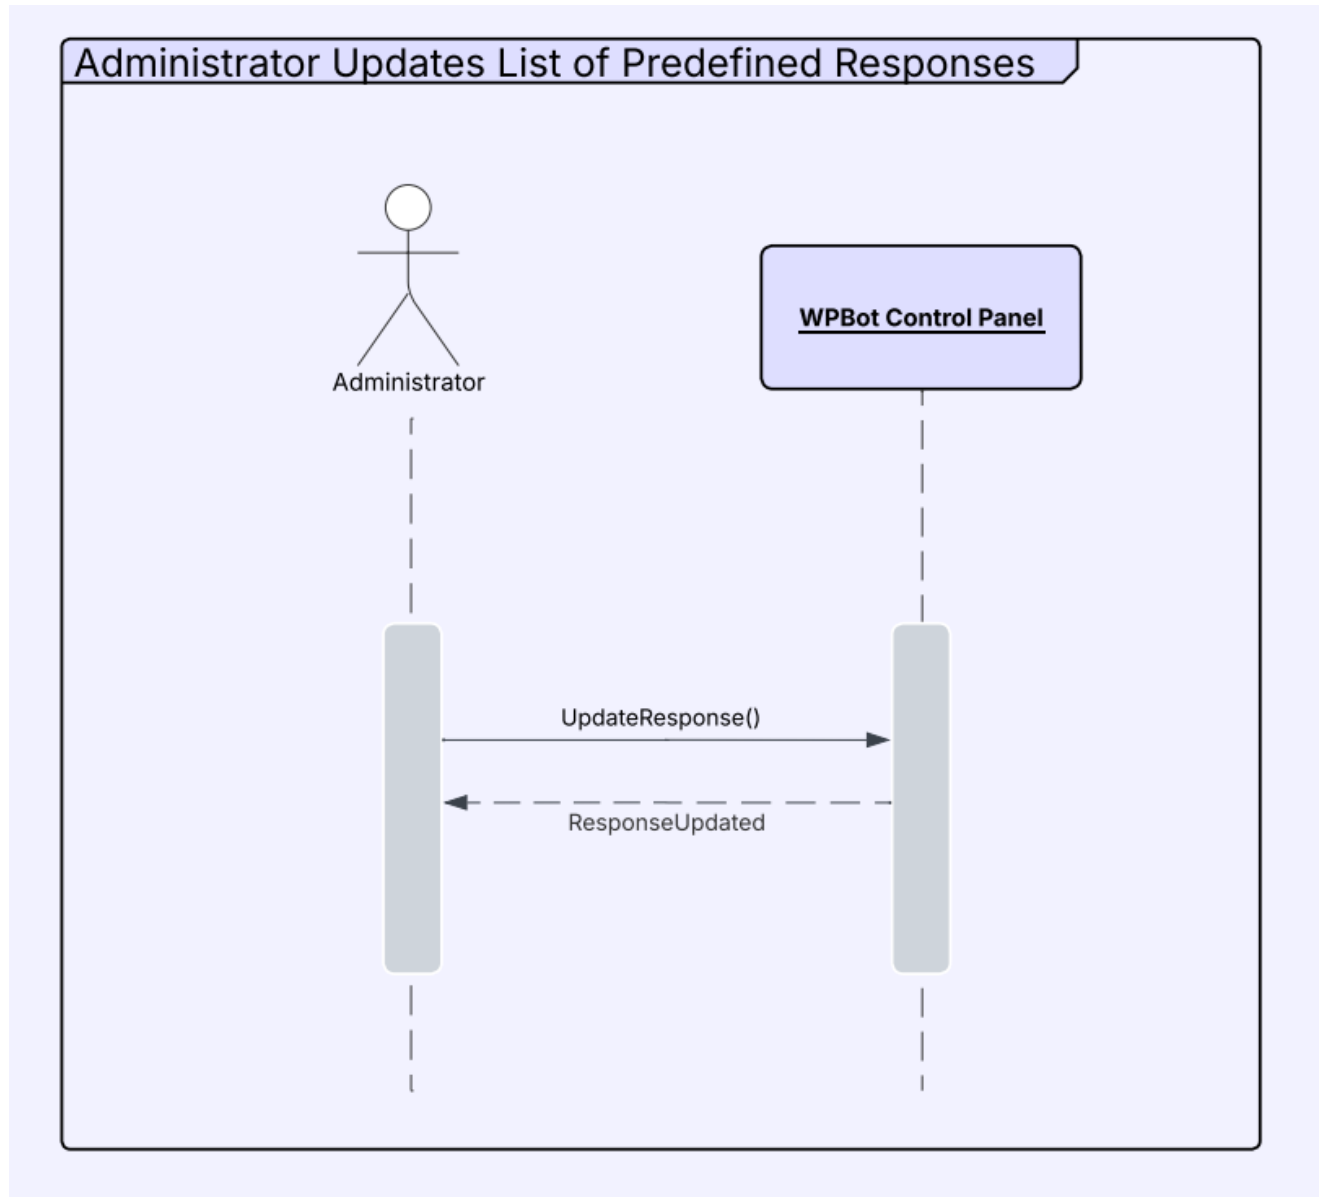 Administrator Updates List of Predefined Responses
WPBot Control Panel
Administrator
UpdateResponse()
ResponseUpdated